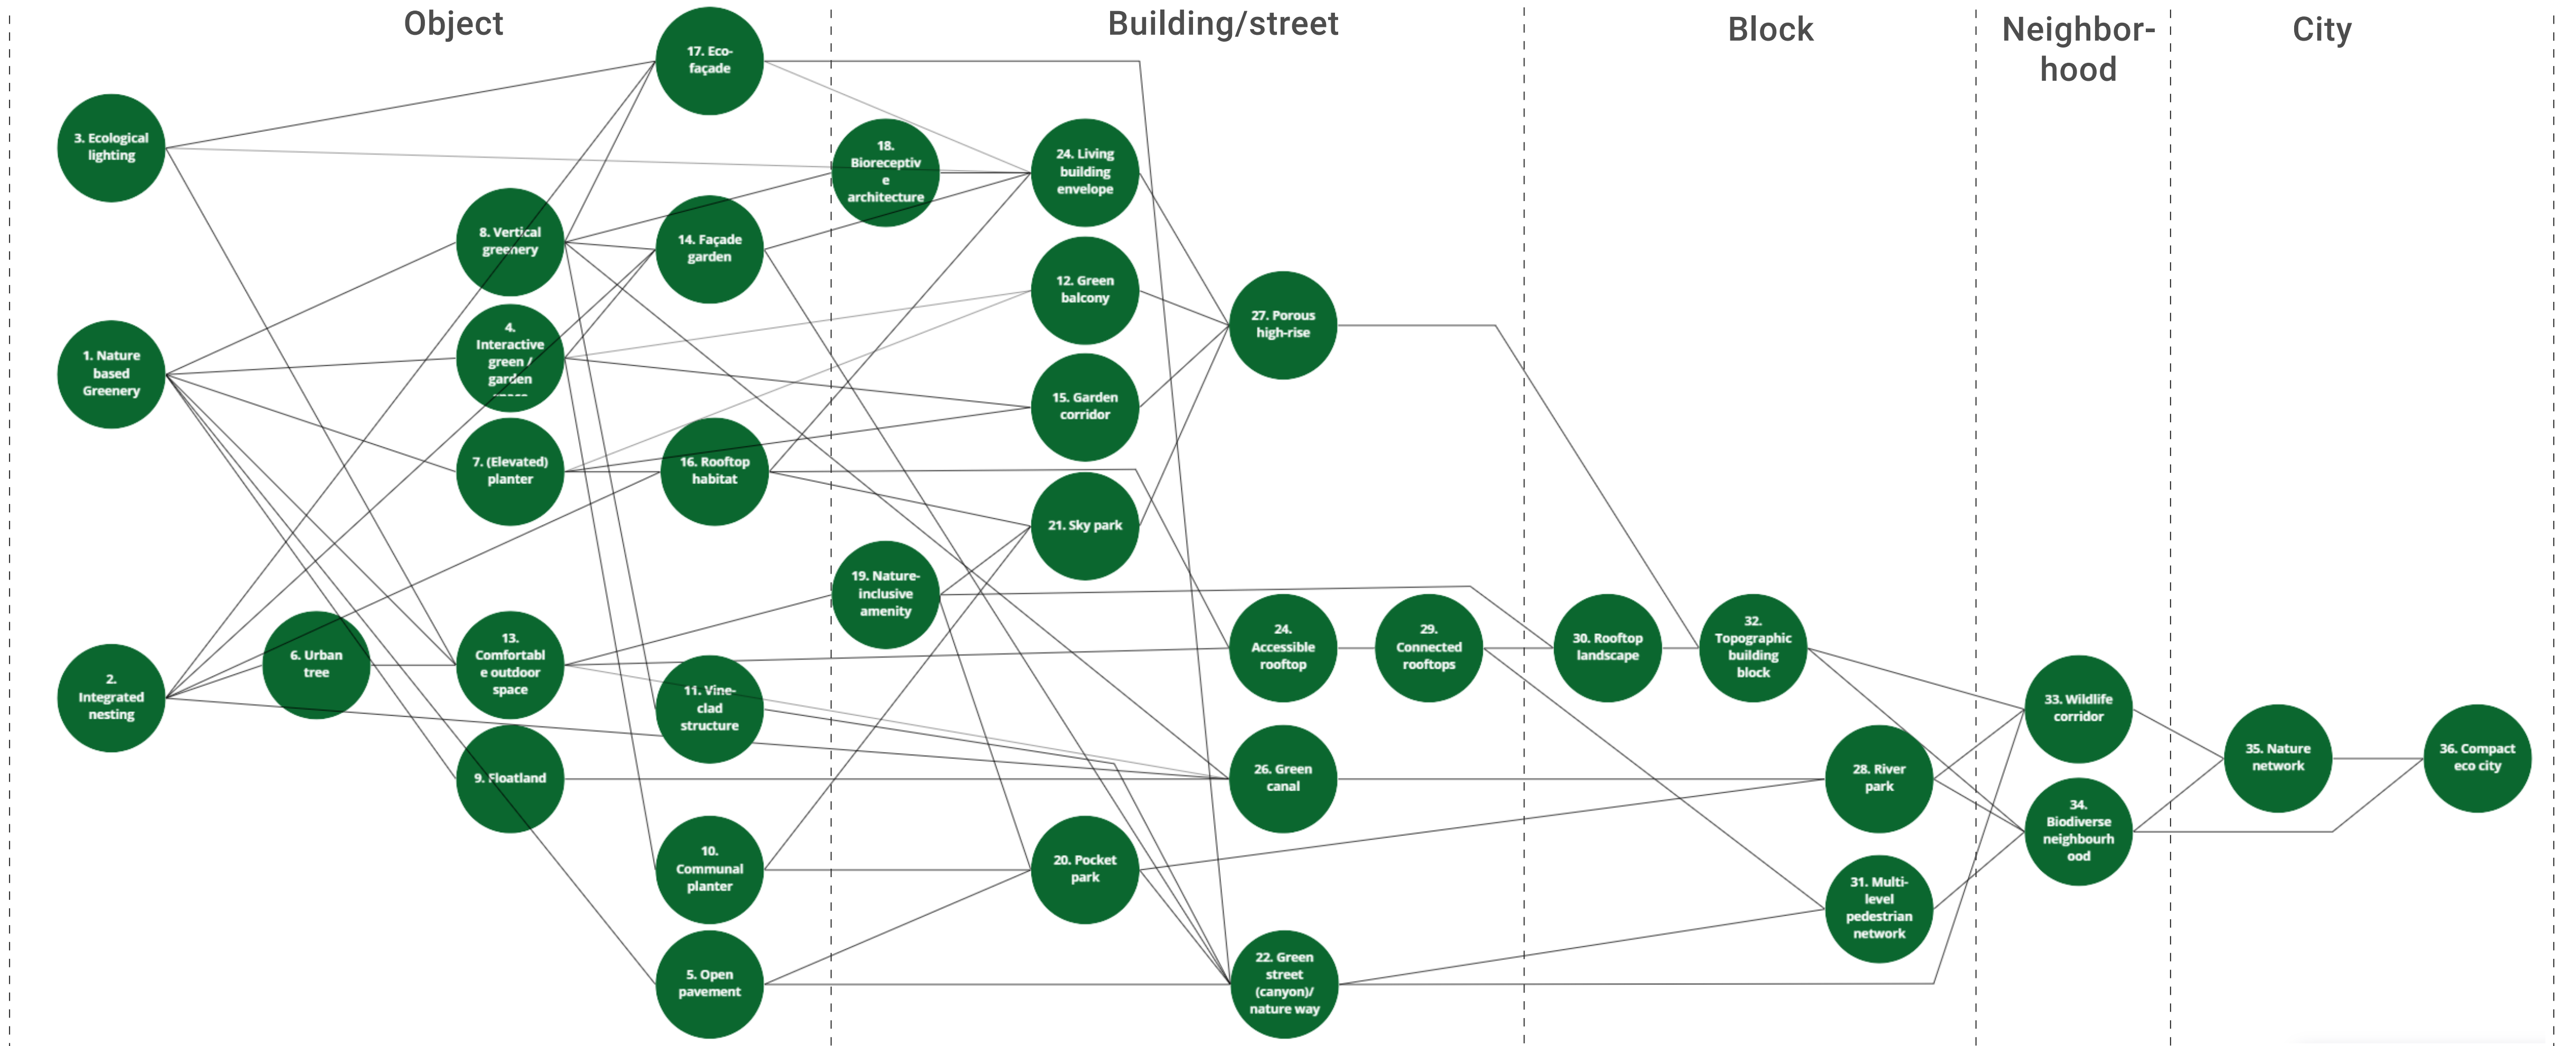 Object
Building/street
Block
Neighbor-
hood
City
17. Eco-
façade
3. Ecological
lighting
18.
Bioreceptiv
e
architecture
24. Living
building
envelope
8. Vertical
greenery
14. Façade
garden
12. Green
balcony
27. Porous
high-rise
1. Nature
based
Greenery
4.
Interactive
green /
garden
15. Garden
corridor
7. (Elevated)
planter
16. Rooftop
habitat
21. Sky park
19. Nature-
inclusive
amenity
2.
Integrated
nesting
6. Urban
tree
13.
Comfortabl
e outdoor
space
11. Vine-
clad
structure
24.
Accessible
rooftop
29.
Connected
rooftops
30. Rooftop
landscape
32.
Topographic
building
block
33. Wildlife
corridor
9. Floatland
26. Green
canal
28. River
park
35. Nature
network
36. Compact
eco city
34.
Biodiverse
neighbourh
ood
10.
Communal
planter
20. Pocket
park
31. Multi-
level
pedestrian
network
5. Open
pavement
22. Green
street
(canyon)/
nature way